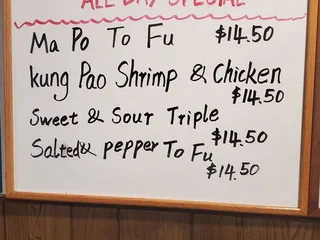 ALL DAY SPECIAL
Ma Po To Fu $14.50
kung Pao Shrimp & Chicken
$14.50
Sweet & Sour Triple
$14.50
Salted& pepper To Fu
$14.50